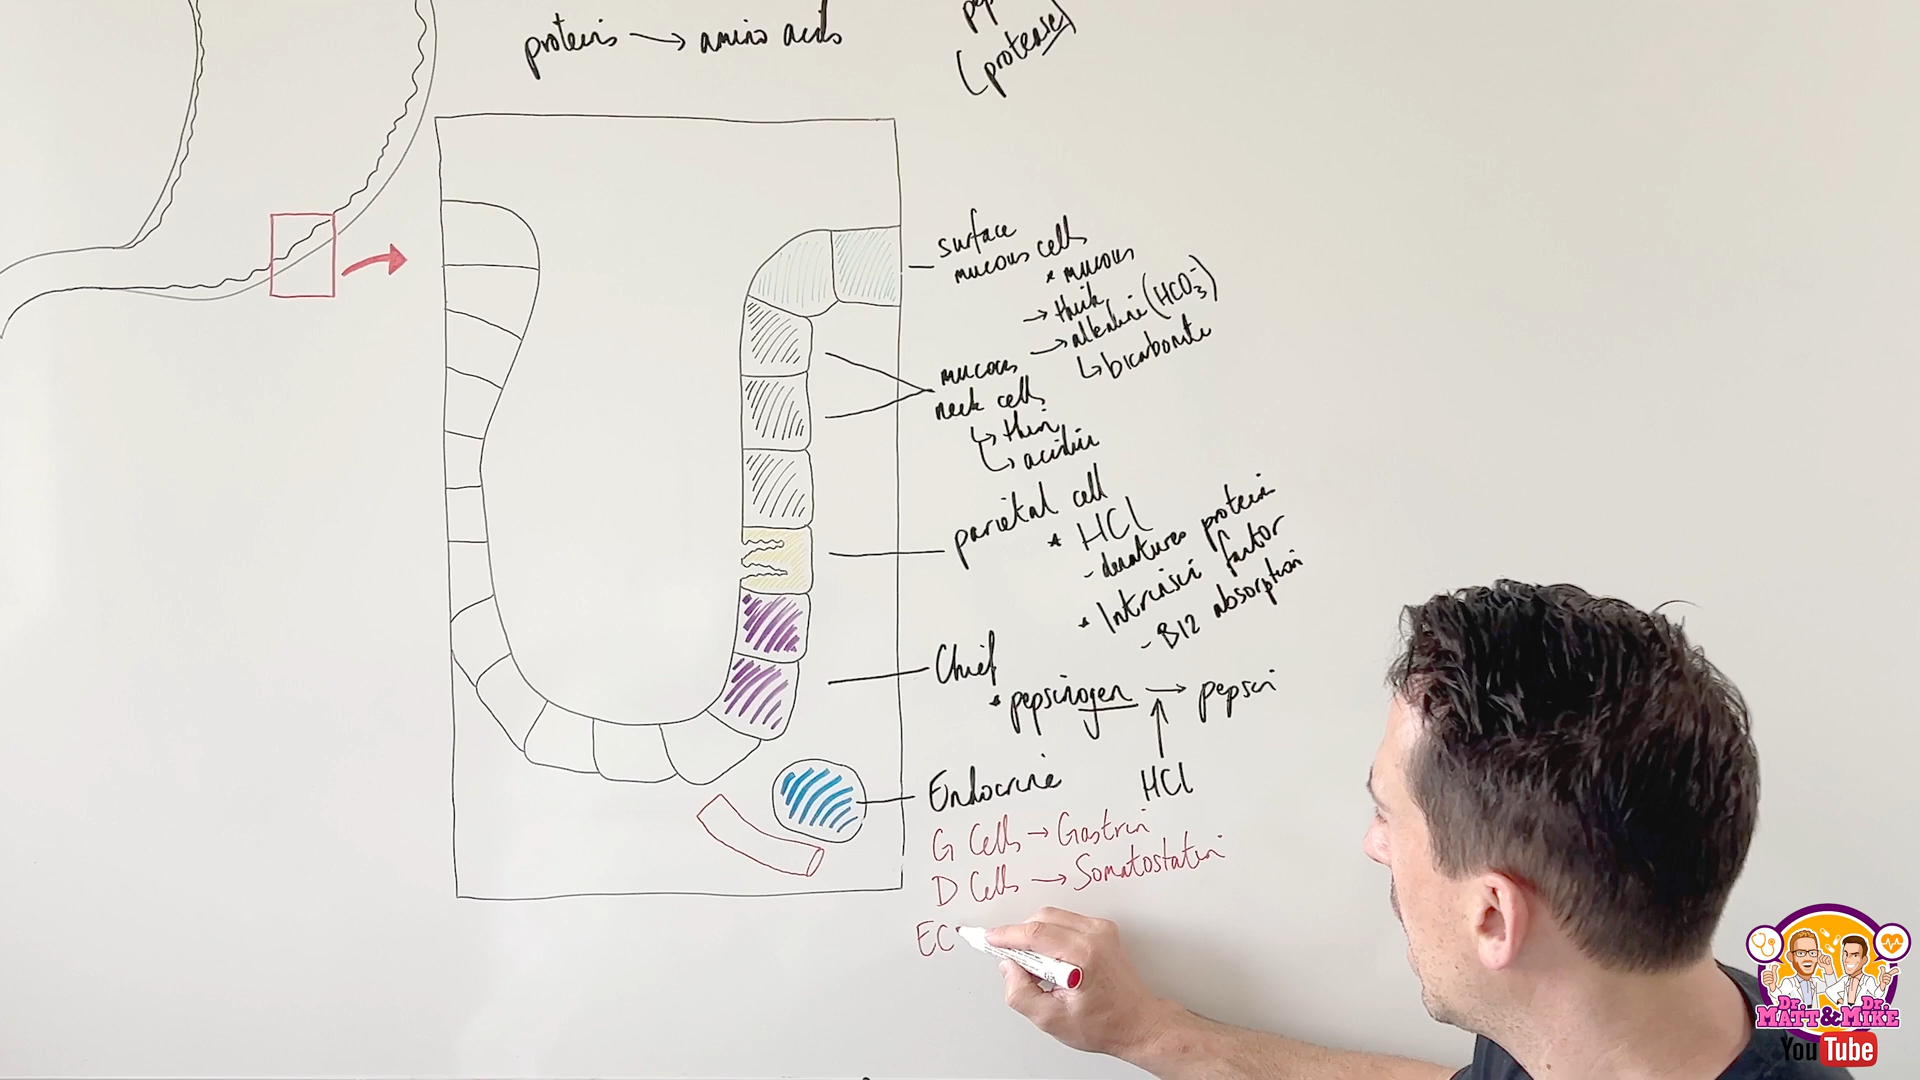 proteins → amino acids
(protease)
surface
mucous cells
* mucous
→ thick
→ alkaline (HCO₃⁻)
↳ bicarbonate
mucous
neck cells
↳ thin
↳ acidic
parietal cell
* HCl
- denatures protein
* Intrinsic factor
- B12 absorption
Chief
* pepsinogen → pepsin
↑
HCl
Endocrine
G Cells → Gastrin
D Cells → Somatostatin
EC
Dr. Dr.
MATT & MIKE
YouTube